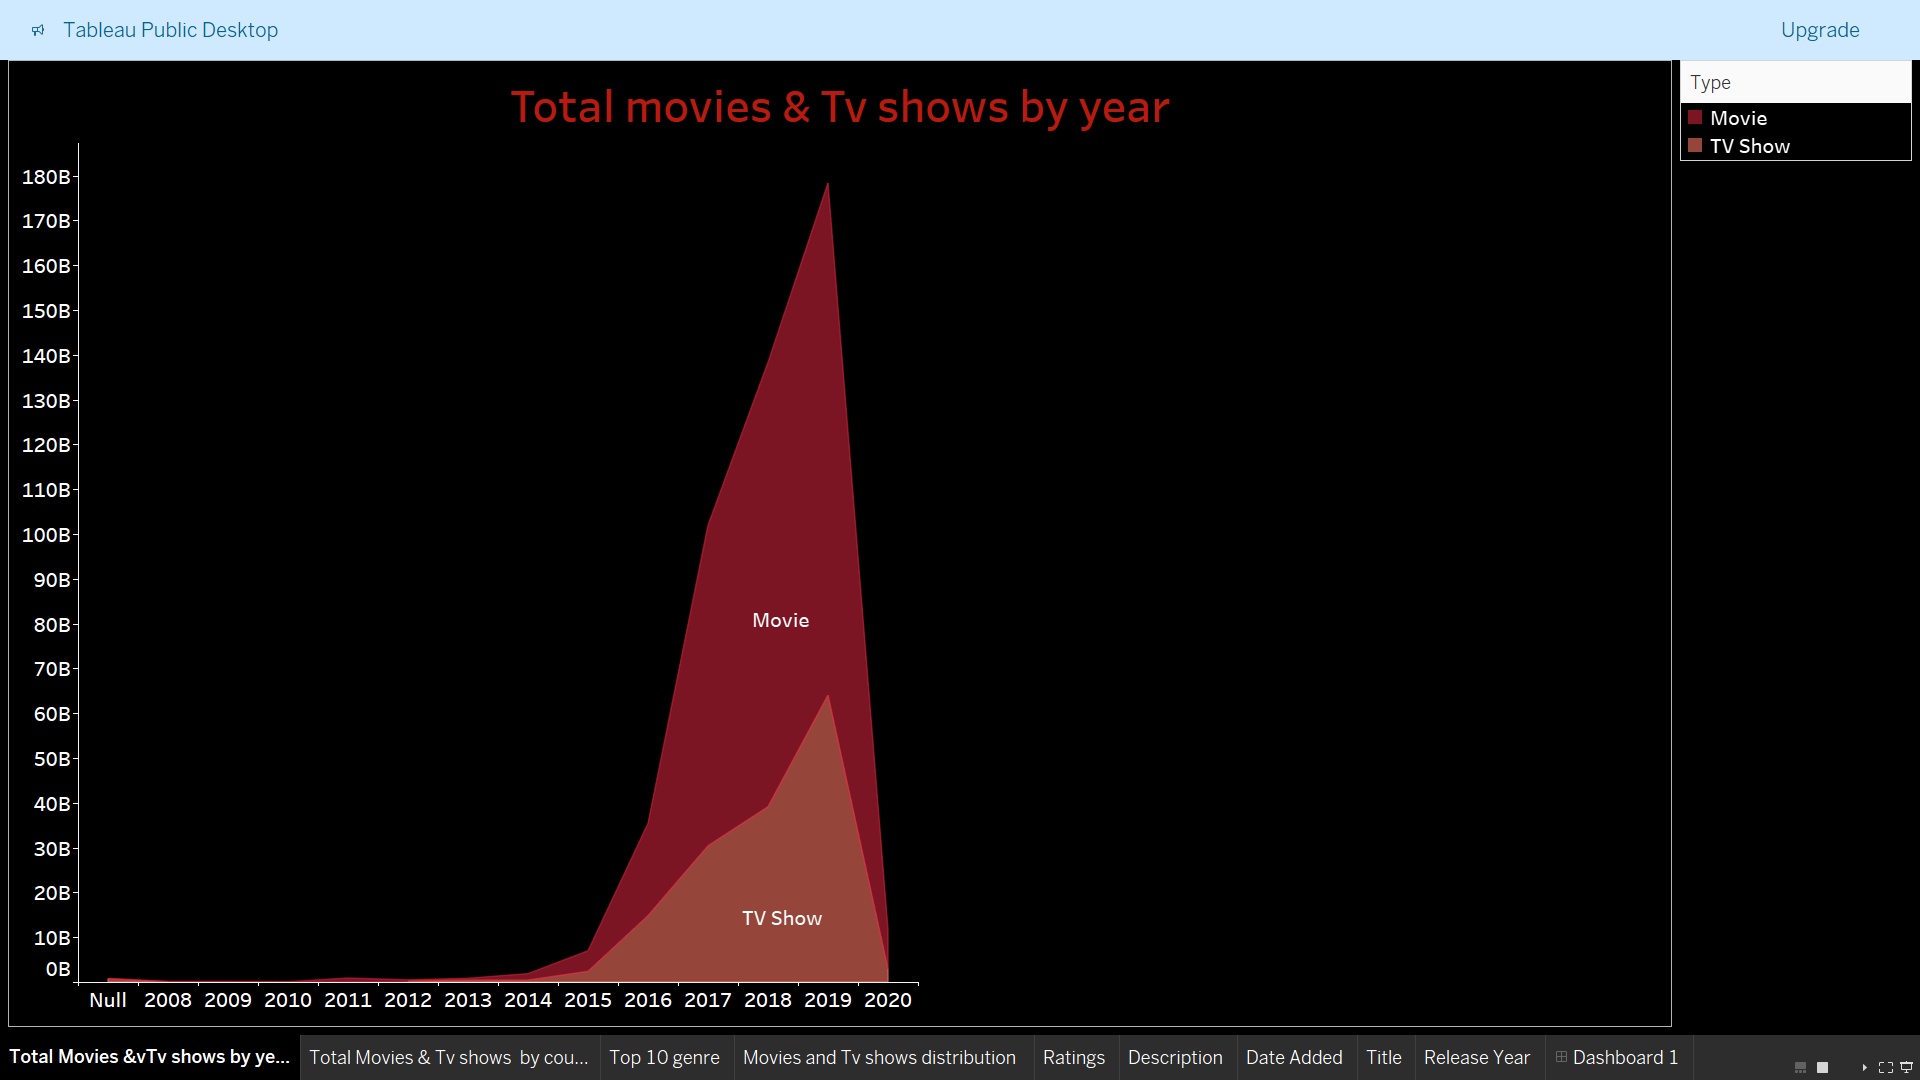 Tableau Public Desktop
Upgrade
Total movies & Tv shows by year
Type
Movie
TV Show
180B
170B
160B
150B
140B
130B
120B
110B
100B
90B
80B
70B
60B
50B
40B
30B
20B
10B
0B
Movie
TV Show
Null 2008 2009 2010 2011 2012 2013 2014 2015 2016 2017 2018 2019 2020
Total Movies &vTv shows by ye... Total Movies & Tv shows by cou... Top 10 genre Movies and Tv shows distribution Ratings Description Date Added Title Release Year Dashboard 1